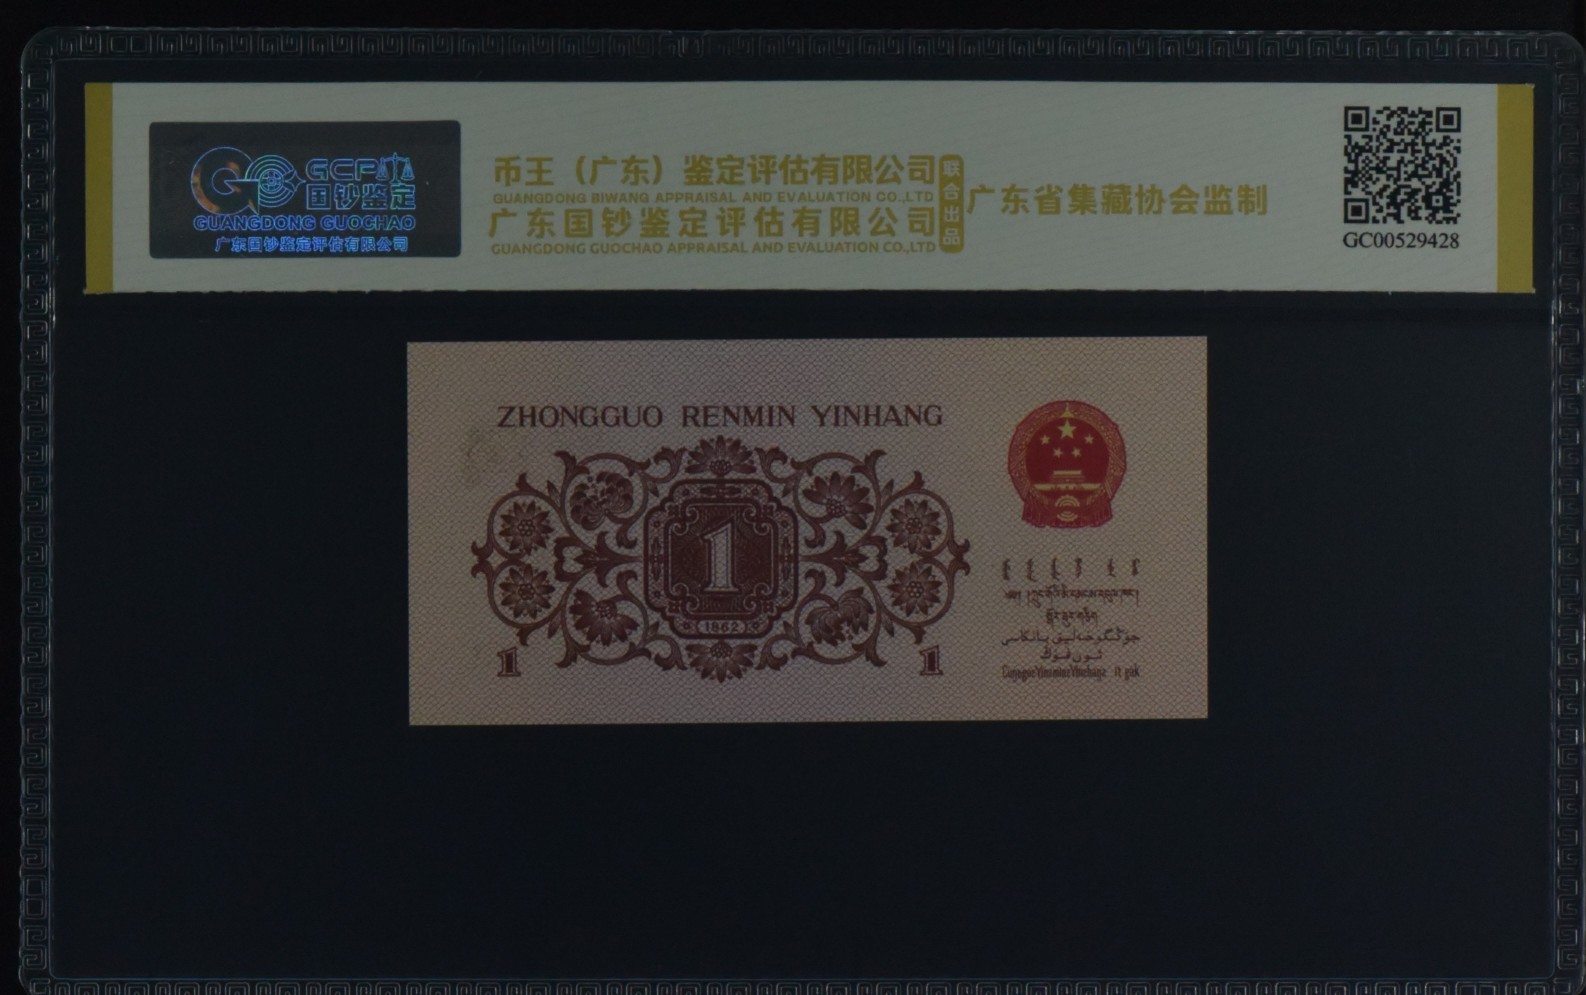 GCP
国钞鉴定
GUANGDONG GUOCHAO
广东国钞鉴定评估有限公司
币王（广东）鉴定评估有限公司
GUANGDONG BIWANG APPRAISAL AND EVALUATION CO.,LTD
广东国钞鉴定评估有限公司
GUANGDONG GUOCHAO APPRAISAL AND EVALUATION CO.,LTD
联合出品
广东省集藏协会监制
GC00529428
ZHONGGUO RENMIN YINHANG
1
1962
1
1
جۇڭگو خەلق بانكىسى